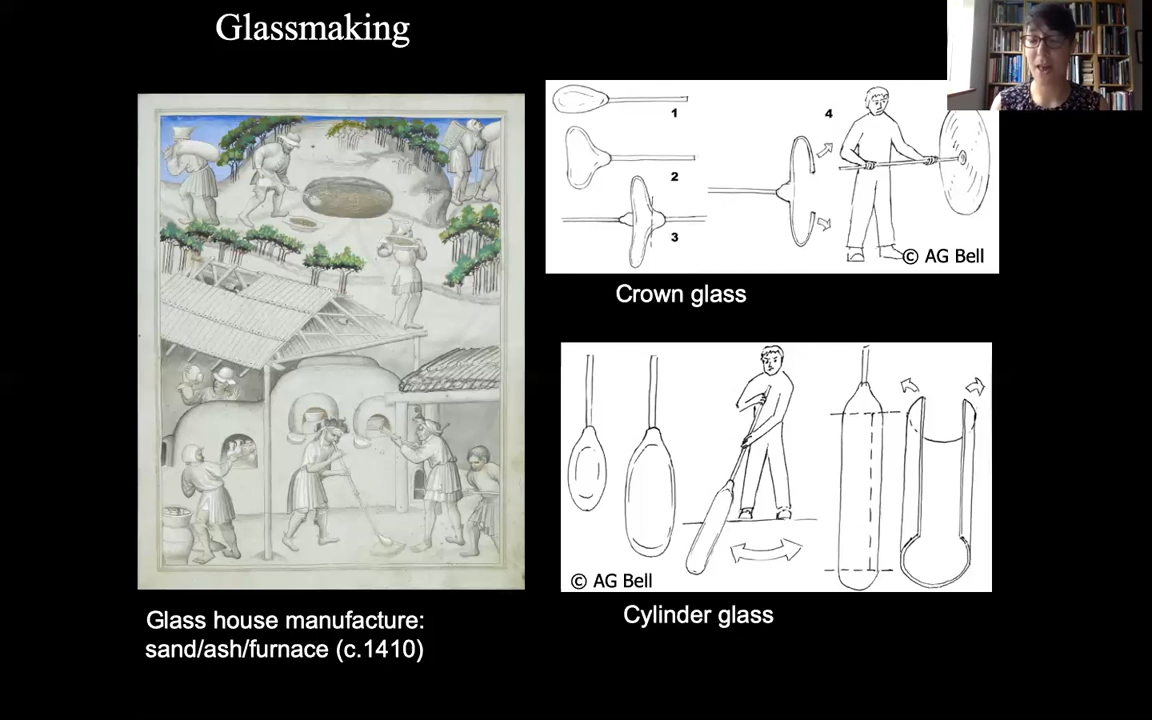 Glassmaking
1
2
3
4
© AG Bell
Crown glass
© AG Bell
Cylinder glass
Glass house manufacture:
sand/ash/furnace (c.1410)